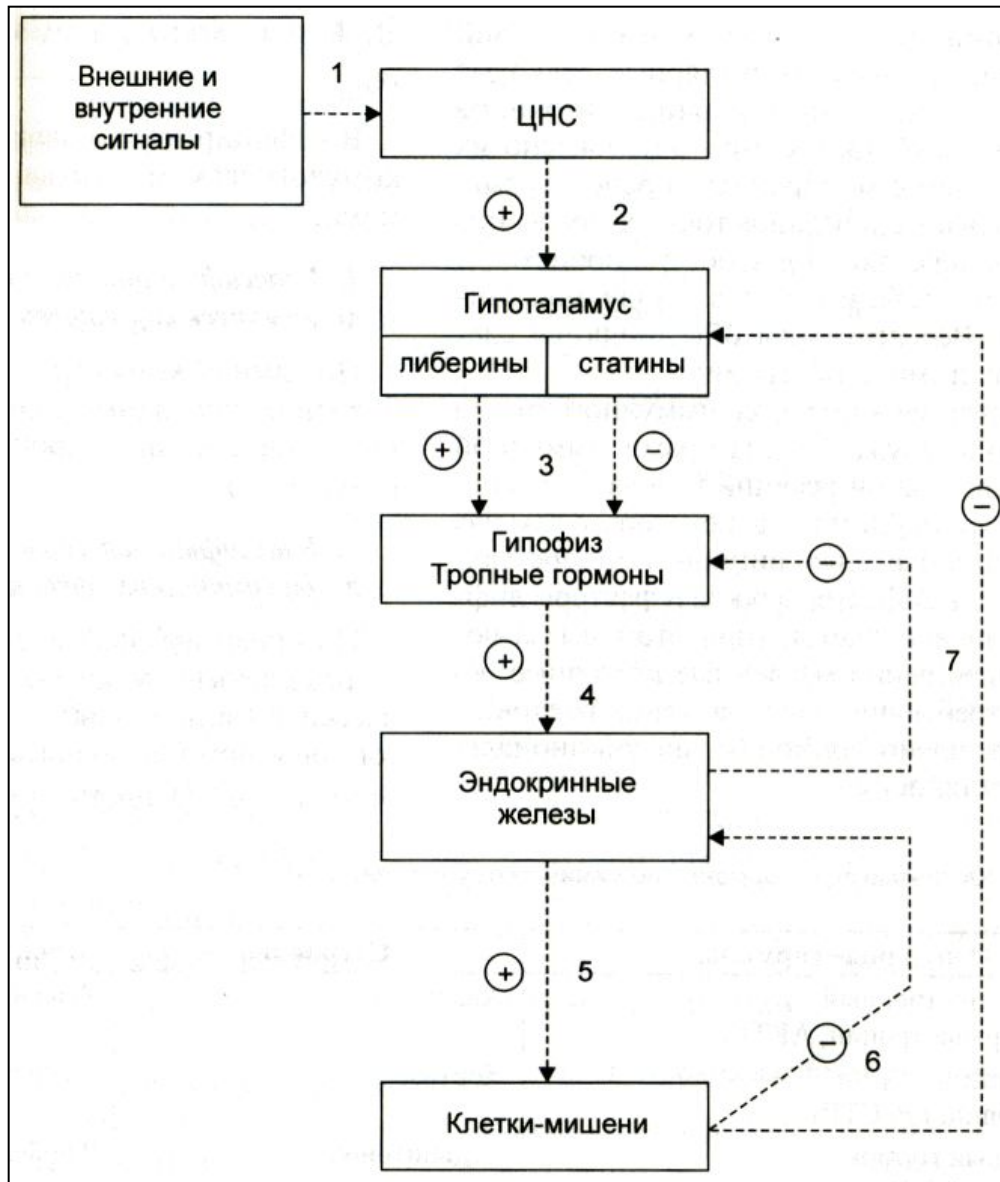 Внешние и
внутренние
сигналы
1
ЦНС
+
2
Гипоталамус
либерины
статины
+
3
−
−
Гипофиз
Тропные гормоны
−
+
4
7
Эндокринные
железы
+
5
−
6
Клетки-мишени